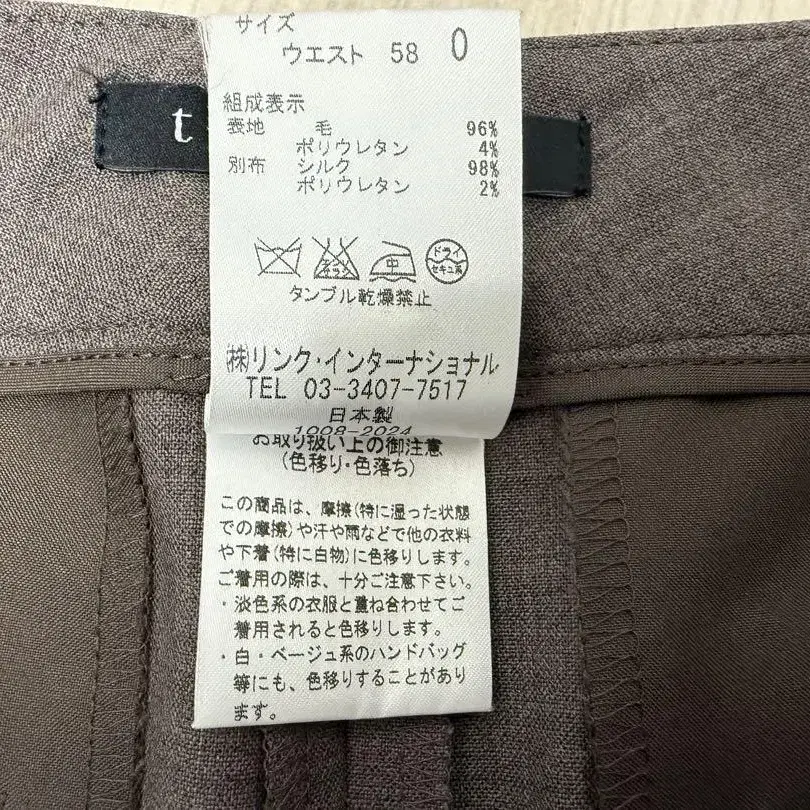 サイズ
ウエスト 58 0
組成表示
表地 毛 96%
ポリウレタン 4%
別布 シルク 98%
ポリウレタン 2%
ドライ
セキユ系
タンブル乾燥禁止
㈱リンク・インターナショナル
TEL 03-3407-7517
日本製
1008-2024
お取り扱い上の御注意
(色移り・色落ち)
この商品は、摩擦(特に湿った状態
での摩擦)や汗や雨などで他の衣料
や下着(特に白物)に色移りします。
ご着用の際は、十分ご注意下さい。
・淡色系の衣服と重ね合わせてご
着用されると色移りします。
・白・ベージュ系のハンドバッグ
等にも、色移りすることがあり
ます。
t